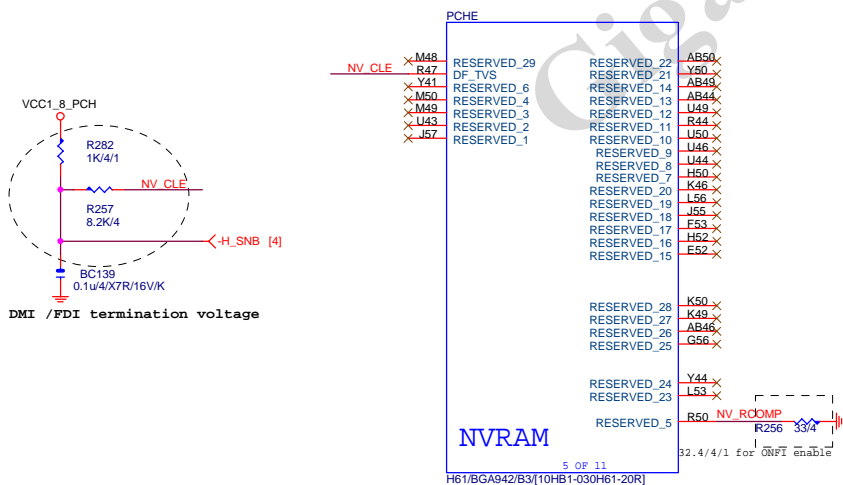 PCHE
M48 RESERVED_29 RESERVED_22 AB50
NV_CLE R47 DF_TVS RESERVED_21 Y50
Y41 RESERVED_6 RESERVED_14 AB49
M50 RESERVED_4 RESERVED_13 AB44
M49 RESERVED_3 RESERVED_12 U49
U43 RESERVED_2 RESERVED_11 R44
J57 RESERVED_1 RESERVED_10 U50
RESERVED_9 U46
RESERVED_8 U44
RESERVED_7 H50
RESERVED_20 K46
RESERVED_19 L56
RESERVED_18 J55
RESERVED_17 F53
RESERVED_16 H52
RESERVED_15 E52
RESERVED_28 K50
RESERVED_27 K49
RESERVED_26 AB46
RESERVED_25 G56
RESERVED_24 Y44
RESERVED_23 L53
RESERVED_5 R50 NV_RCOMP
R256 33/4
32.4/4/1 for ONFI enable
NVRAM
5 OF 11
H61/BGA942/B3/[10HB1-030H61-20R]
VCC1_8_PCH
R282
1K/4/1
NV_CLE
R257
8.2K/4
-H_SNB [4]
BC139
0.1u/4/X7R/16V/K
DMI /FDI termination voltage
Giga